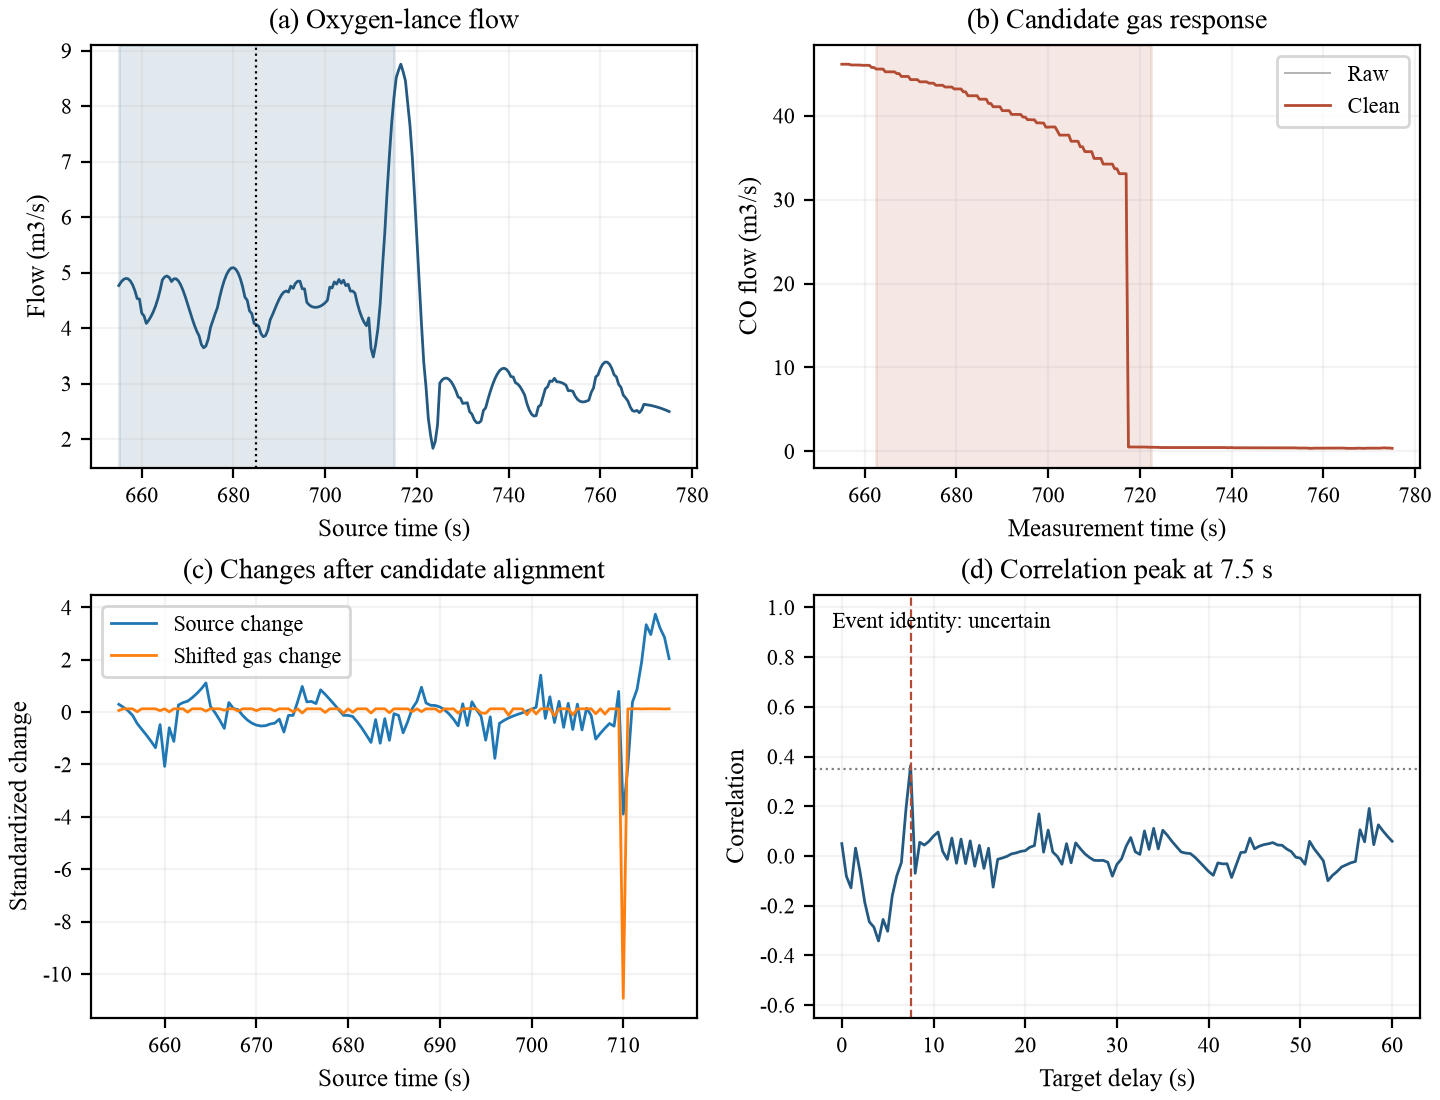 (a) Oxygen-lance flow
Flow (m3/s)
9
8
7
6
5
4
3
2
660 680 700 720 740 760 780
Source time (s)
(b) Candidate gas response
CO flow (m3/s)
Raw
Clean
40
30
20
10
0
660 680 700 720 740 760 780
Measurement time (s)
(c) Changes after candidate alignment
Standardized change
Source change
Shifted gas change
4
2
0
-2
-4
-6
-8
-10
660 670 680 690 700 710
Source time (s)
(d) Correlation peak at 7.5 s
Correlation
Event identity: uncertain
1.0
0.8
0.6
0.4
0.2
0.0
-0.2
-0.4
-0.6
0 10 20 30 40 50 60
Target delay (s)